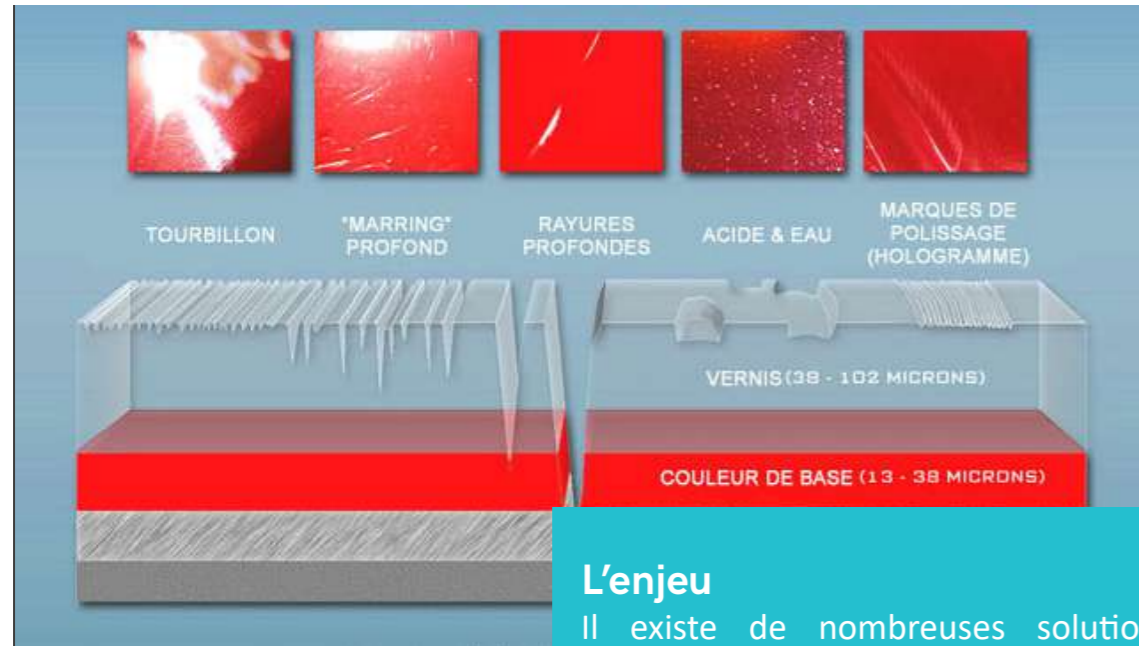 TOURBILLON
"MARRING"
PROFOND
RAYURES
PROFONDES
ACIDE & EAU
MARQUES DE
POLISSAGE
(HOLOGRAMME)
VERNIS (38 - 102 MICRONS)
COULEUR DE BASE (13 - 38 MICRONS)
L'enjeu
Il existe de nombreuses solutio